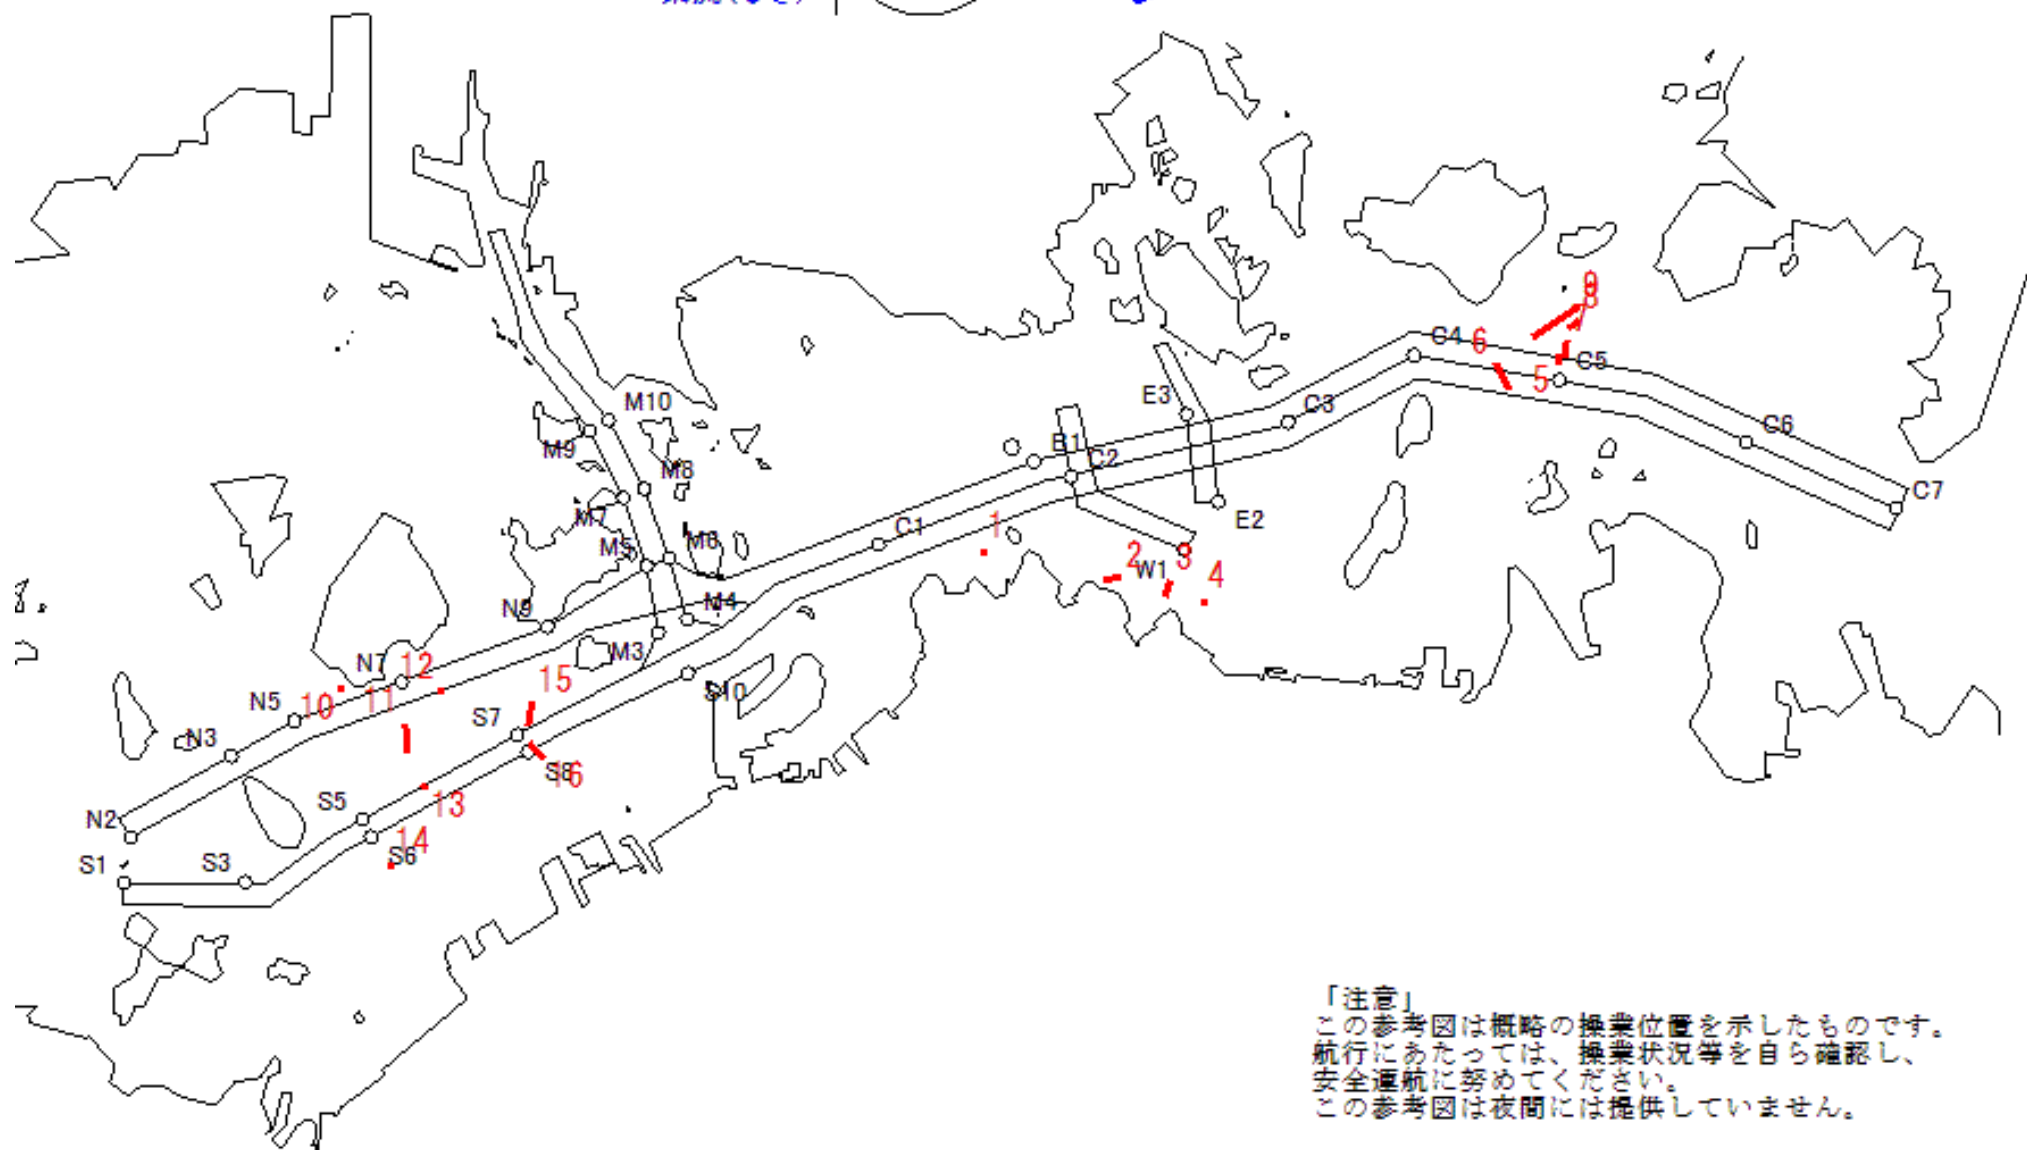 C4
6
9
8
7
C5
5
M10
E3
C3
C6
M9
B1
C2
M8
C7
M7
E2
1
C1
M5
M6
2
W1
3
4
N9
M4
M3
N7
12
15
10
11
S10
N5
S7
N3
S8
16
S5
13
N2
14
S6
S1
S3
「注意」
この参考図は概略の操業位置を示したものです。
航行にあたっては、操業状況等を自ら確認し、
安全運航に努めてください。
この参考図は夜間には提供していません。